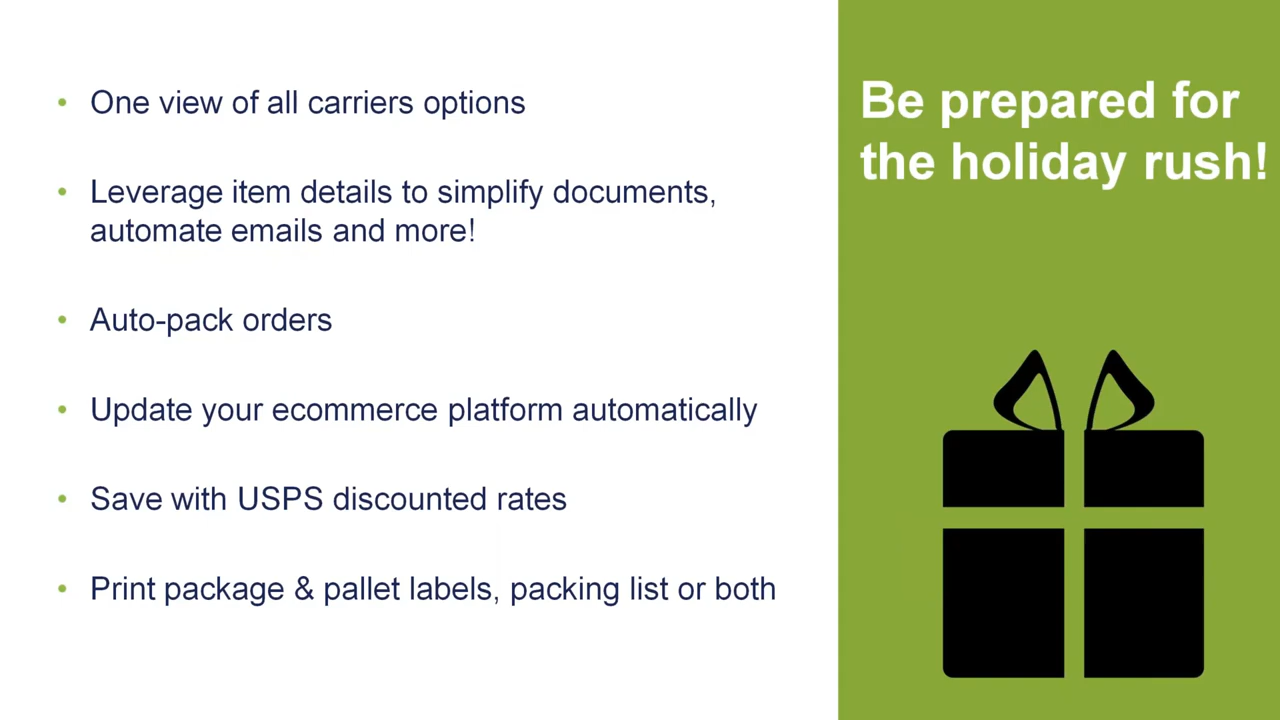 • One view of all carriers options
• Leverage item details to simplify documents,
automate emails and more!
• Auto-pack orders
• Update your ecommerce platform automatically
• Save with USPS discounted rates
• Print package & pallet labels, packing list or both
Be prepared for
the holiday rush!